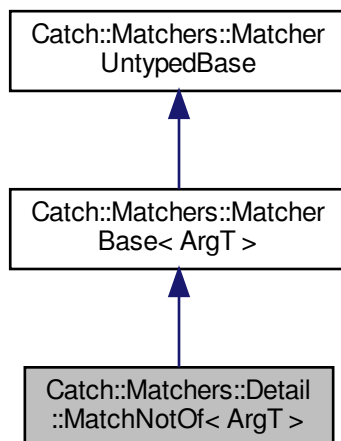 Catch::Matchers::Matcher
UntypedBase
Catch::Matchers::Matcher
Base< ArgT >
Catch::Matchers::Detail
::MatchNotOf< ArgT >